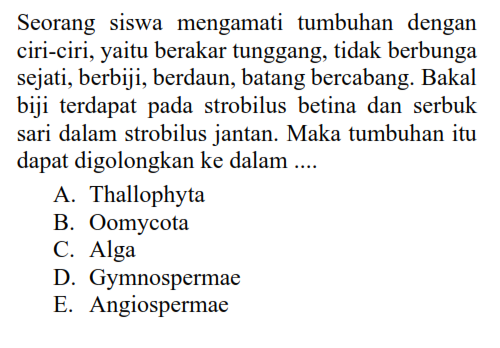 Seorang siswa mengamati tumbuhan dengan
ciri-ciri, yaitu berakar tunggang, tidak berbunga
sejati, berbiji, berdaun, batang bercabang. Bakal
biji terdapat pada strobilus betina dan serbuk
sari dalam strobilus jantan. Maka tumbuhan itu
dapat digolongkan ke dalam ....
A. Thallophyta
B. Oomycota
C. Alga
D. Gymnospermae
E. Angiospermae